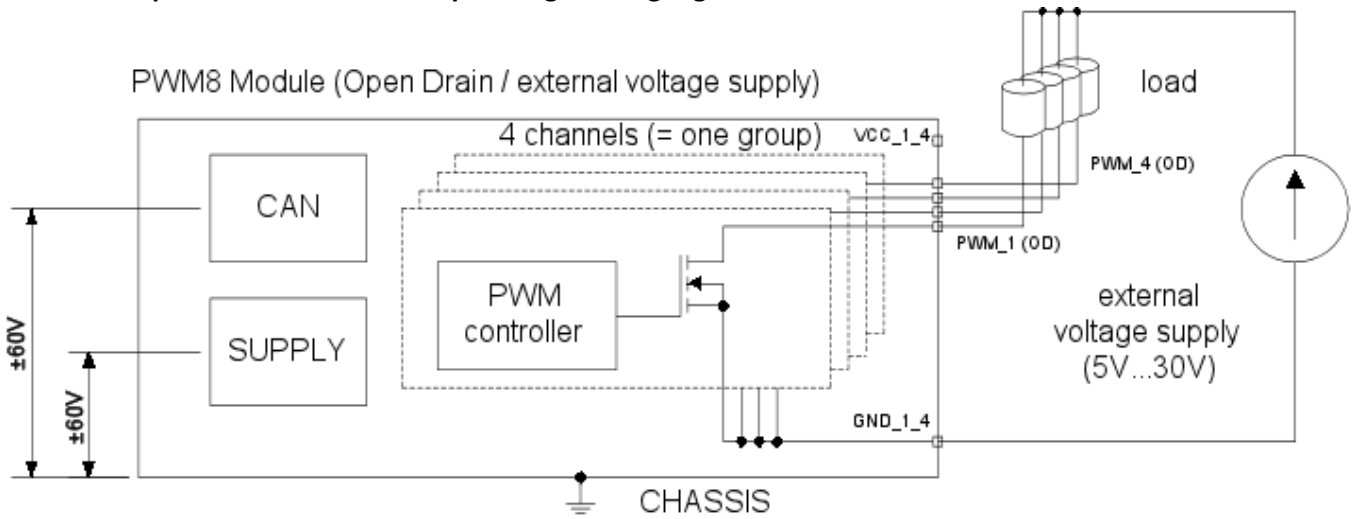 PWM8 Module (Open Drain / external voltage supply)
4 channels (= one group)
VCC_1_4
load
CAN
PWM_4 (OD)
PWM_1 (OD)
PWM
controller
SUPPLY
external
voltage supply
(5V...30V)
±60V
±60V
GND_1_4
CHASSIS